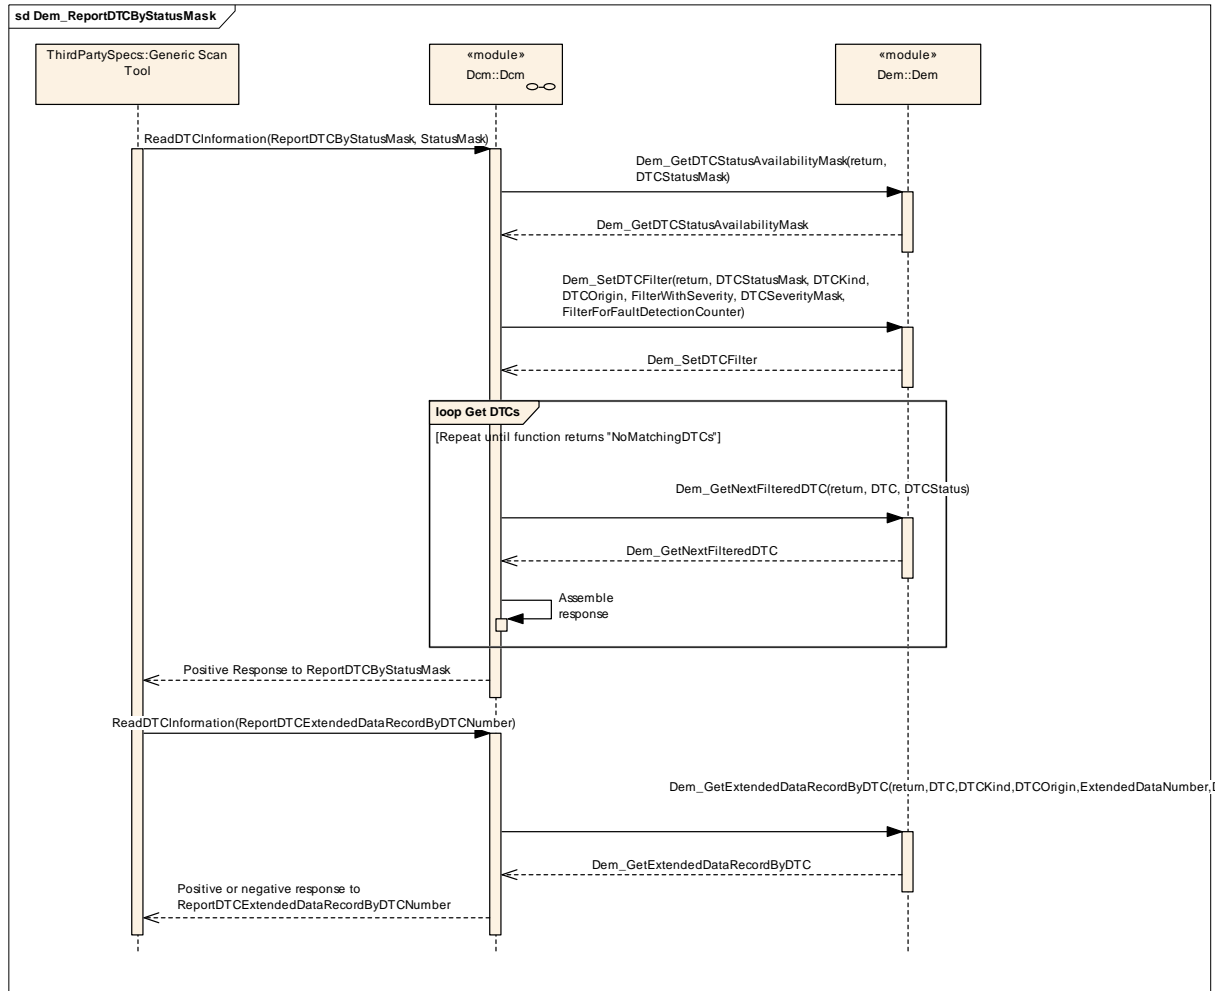 sd Dem_ReportDTCByStatusMask
ThirdPartySpecs::Generic Scan
Tool
«module»
Dcm::Dcm
«module»
Dem::Dem
ReadDTCInformation(ReportDTCByStatusMask, StatusMask)
Dem_GetDTCStatusAvailabilityMask(return,
DTCStatusMask)
Dem_GetDTCStatusAvailabilityMask
Dem_SetDTCFilter(return, DTCStatusMask, DTCKind,
DTCOrigin, FilterWithSeverity, DTCSeverityMask,
FilterForFaultDetectionCounter)
Dem_SetDTCFilter
loop Get DTCs
[Repeat until function returns "NoMatchingDTCs"]
Dem_GetNextFilteredDTC(return, DTC, DTCStatus)
Dem_GetNextFilteredDTC
Assemble
response
Positive Response to ReportDTCByStatusMask
ReadDTCInformation(ReportDTCExtendedDataRecordByDTCNumber)
Dem_GetExtendedDataRecordByDTC(return,DTC,DTCKind,DTCOrigin,ExtendedDataNumber,
Dem_GetExtendedDataRecordByDTC
Positive or negative response to
ReportDTCExtendedDataRecordByDTCNumber